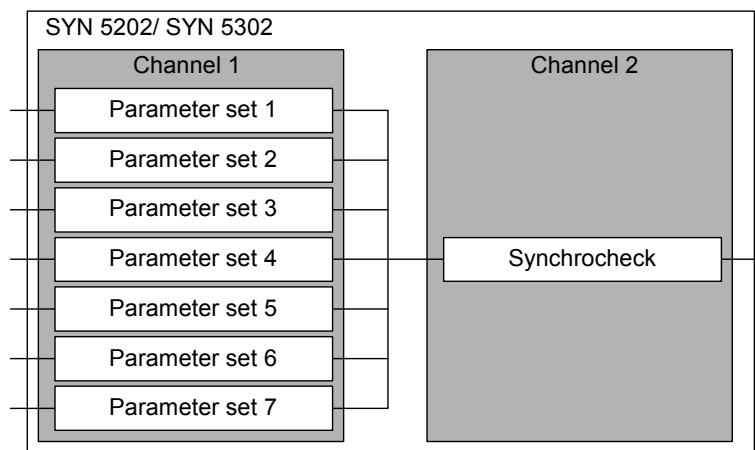 SYN 5202/ SYN 5302
Channel 1
Parameter set 1
Parameter set 2
Parameter set 3
Parameter set 4
Parameter set 5
Parameter set 6
Parameter set 7
Channel 2
Synchrocheck